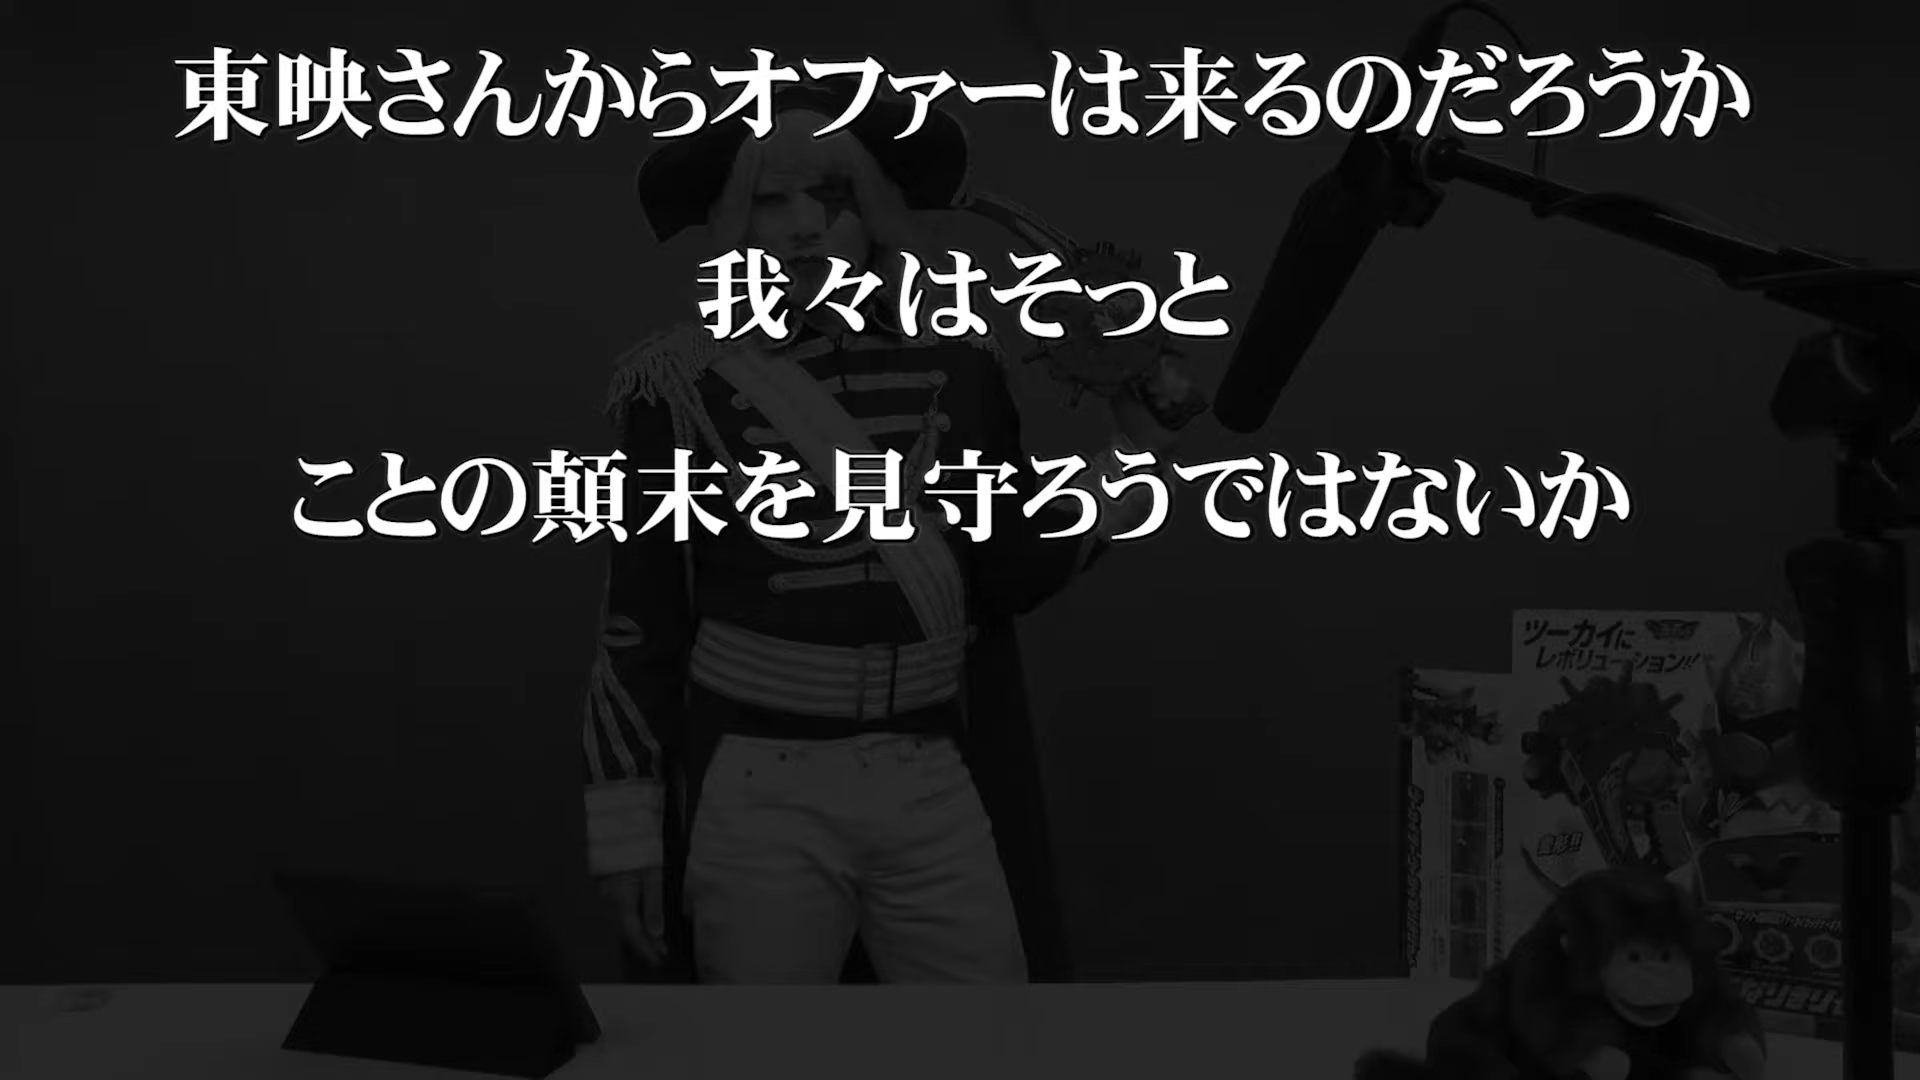 東映さんからオファーは来るのだろうか
我々はそっと
ことの顛末を見守ろうではないか
ツーカイに
レボリューション!!
変形!!